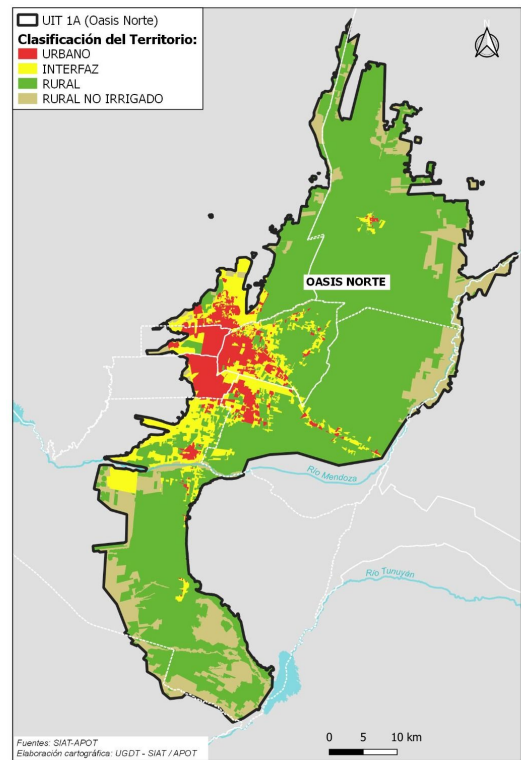 UIT 1A (Oasis Norte)
Clasificación del Territorio:
URBANO
INTERFAZ
RURAL
RURAL NO IRRIGADO
N
OASIS NORTE
Río Mendoza
Río Tunuyán
Fuentes: SIAT-APOT
Elaboración cartográfica: UGDT - SIAT / APOT
0 5 10 km